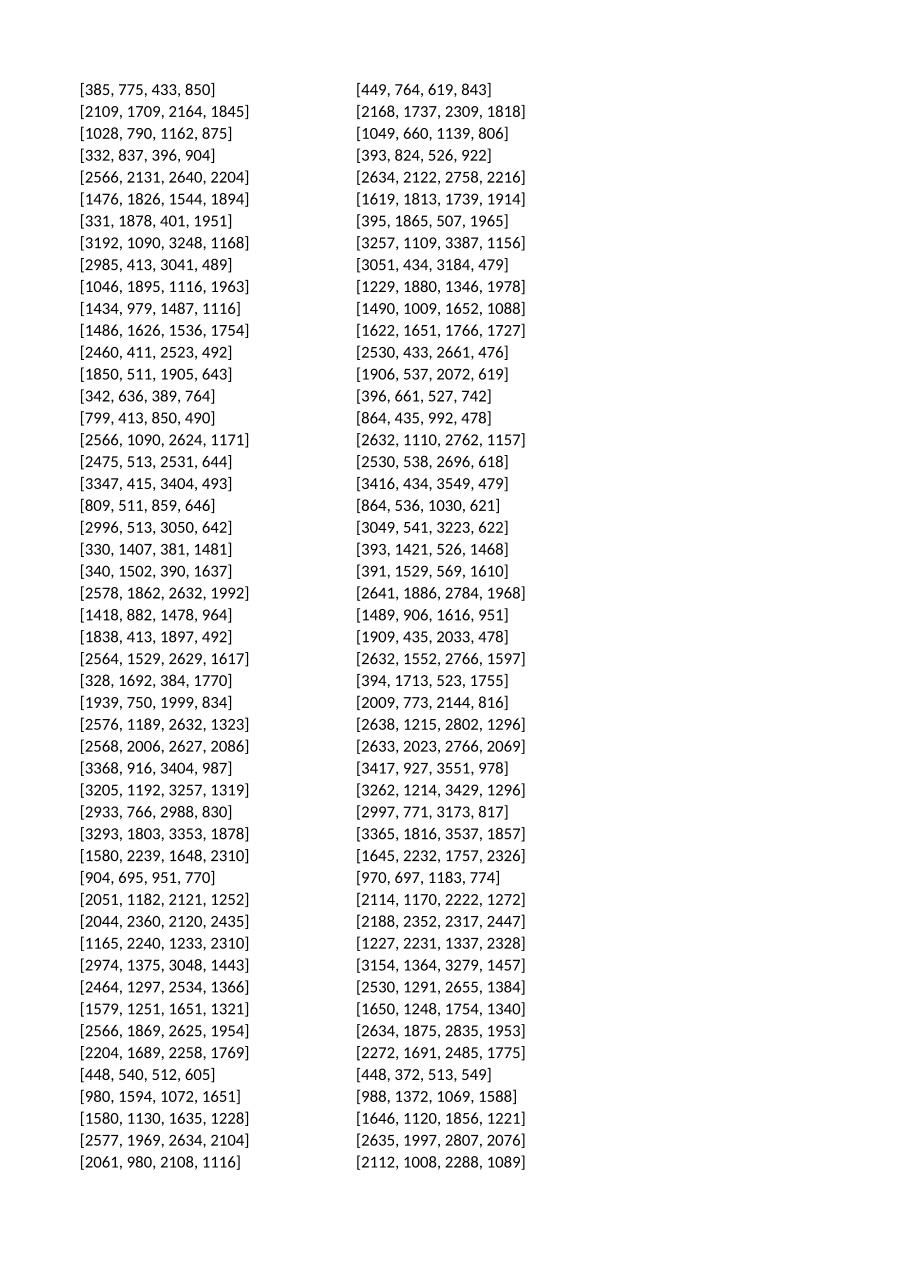 [385, 775, 433, 850] [449, 764, 619, 843]
[2109, 1709, 2164, 1845] [2168, 1737, 2309, 1818]
[1028, 790, 1162, 875] [1049, 660, 1139, 806]
[332, 837, 396, 904] [393, 824, 526, 922]
[2566, 2131, 2640, 2204] [2634, 2122, 2758, 2216]
[1476, 1826, 1544, 1894] [1619, 1813, 1739, 1914]
[331, 1878, 401, 1951] [395, 1865, 507, 1965]
[3192, 1090, 3248, 1168] [3257, 1109, 3387, 1156]
[2985, 413, 3041, 489] [3051, 434, 3184, 479]
[1046, 1895, 1116, 1963] [1229, 1880, 1346, 1978]
[1434, 979, 1487, 1116] [1490, 1009, 1652, 1088]
[1486, 1626, 1536, 1754] [1622, 1651, 1766, 1727]
[2460, 411, 2523, 492] [2530, 433, 2661, 476]
[1850, 511, 1905, 643] [1906, 537, 2072, 619]
[342, 636, 389, 764] [396, 661, 527, 742]
[799, 413, 850, 490] [864, 435, 992, 478]
[2566, 1090, 2624, 1171] [2632, 1110, 2762, 1157]
[2475, 513, 2531, 644] [2530, 538, 2696, 618]
[3347, 415, 3404, 493] [3416, 434, 3549, 479]
[809, 511, 859, 646] [864, 536, 1030, 621]
[2996, 513, 3050, 642] [3049, 541, 3223, 622]
[330, 1407, 381, 1481] [393, 1421, 526, 1468]
[340, 1502, 390, 1637] [391, 1529, 569, 1610]
[2578, 1862, 2632, 1992] [2641, 1886, 2784, 1968]
[1418, 882, 1478, 964] [1489, 906, 1616, 951]
[1838, 413, 1897, 492] [1909, 435, 2033, 478]
[2564, 1529, 2629, 1617] [2632, 1552, 2766, 1597]
[328, 1692, 384, 1770] [394, 1713, 523, 1755]
[1939, 750, 1999, 834] [2009, 773, 2144, 816]
[2576, 1189, 2632, 1323] [2638, 1215, 2802, 1296]
[2568, 2006, 2627, 2086] [2633, 2023, 2766, 2069]
[3368, 916, 3404, 987] [3417, 927, 3551, 978]
[3205, 1192, 3257, 1319] [3262, 1214, 3429, 1296]
[2933, 766, 2988, 830] [2997, 771, 3173, 817]
[3293, 1803, 3353, 1878] [3365, 1816, 3537, 1857]
[1580, 2239, 1648, 2310] [1645, 2232, 1757, 2326]
[904, 695, 951, 770] [970, 697, 1183, 774]
[2051, 1182, 2121, 1252] [2114, 1170, 2222, 1272]
[2044, 2360, 2120, 2435] [2188, 2352, 2317, 2447]
[1165, 2240, 1233, 2310] [1227, 2231, 1337, 2328]
[2974, 1375, 3048, 1443] [3154, 1364, 3279, 1457]
[2464, 1297, 2534, 1366] [2530, 1291, 2655, 1384]
[1579, 1251, 1651, 1321] [1650, 1248, 1754, 1340]
[2566, 1869, 2625, 1954] [2634, 1875, 2835, 1953]
[2204, 1689, 2258, 1769] [2272, 1691, 2485, 1775]
[448, 540, 512, 605] [448, 372, 513, 549]
[980, 1594, 1072, 1651] [988, 1372, 1069, 1588]
[1580, 1130, 1635, 1228] [1646, 1120, 1856, 1221]
[2577, 1969, 2634, 2104] [2635, 1997, 2807, 2076]
[2061, 980, 2108, 1116] [2112, 1008, 2288, 1089]